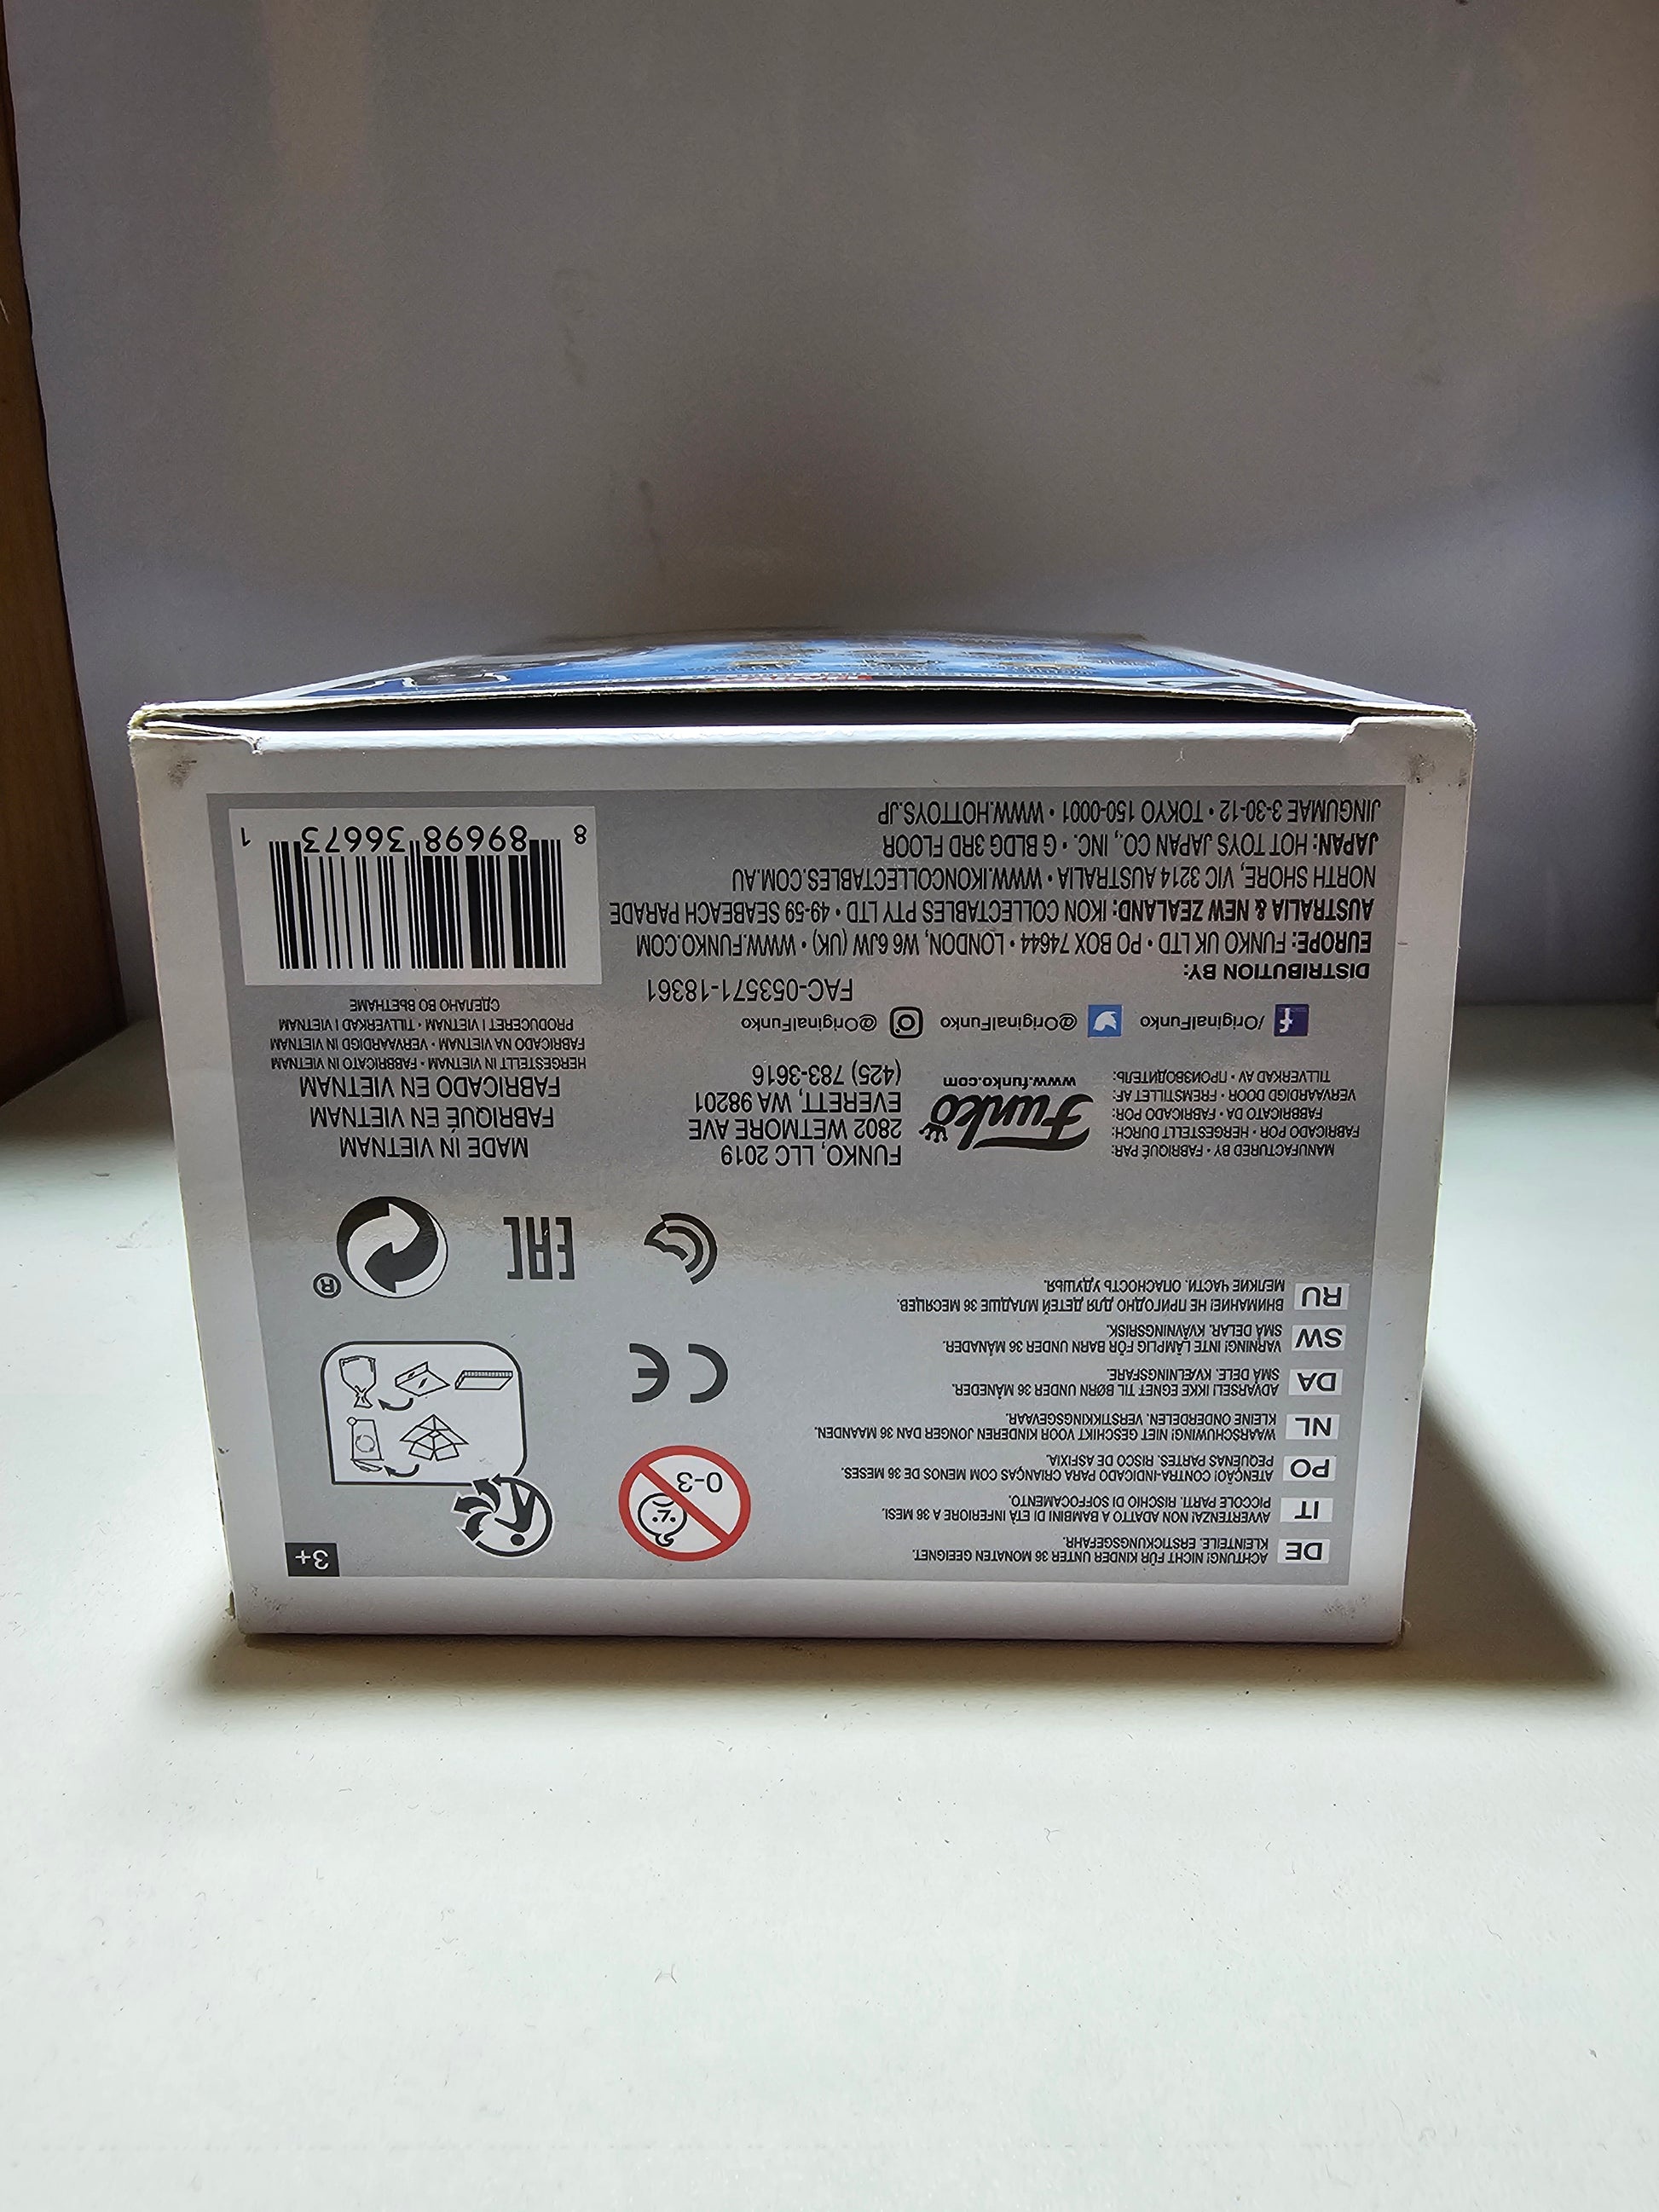 DE
ACHTUNG! NICHT FÜR KINDER UNTER 36 MONATEN GEEIGNET.
KLEINTEILE. ERSTICKUNGSGEFAHR.
IT
AVVERTENZA! NON ADATTO A BAMBINI DI ETÀ INFERIORE A 36 MESI.
PICCOLE PARTI. RISCHIO DI SOFFOCAMENTO.
PO
ATENÇÃO! CONTRA-INDICADO PARA CRIANÇAS COM MENOS DE 36 MESES.
PEQUENAS PARTES. RISCO DE ASFIXIA.
NL
WAARSCHUWING! NIET GESCHIKT VOOR KINDEREN JONGER DAN 36 MAANDEN.
KLEINE ONDERDELEN. VERSTIKKINGSGEVAAR.
DA
ADVARSEL! IKKE EGNET TIL BØRN UNDER 36 MÅNEDER.
SMÅ DELE. KVÆLNINGSFARE.
SW
VARNING! INTE LÄMPLIG FÖR BARN UNDER 36 MÅNADER.
SMÅ DELAR. KVÄVNINGSRISK.
RU
ВНИМАНИЕ! НЕ ПРИГОДНО ДЛЯ ДЕТЕЙ МЛАДШЕ 36 МЕСЯЦЕВ.
МЕЛКИЕ ЧАСТИ. ОПАСНОСТЬ УДУШЬЯ.
0-3
3+
CE
EAC
®
MANUFACTURED BY • FABRIQUÉ PAR:
FABRICADO POR • HERGESTELLT DURCH:
FABBRICATO DA • FABRICADO POR:
VERVAARDIGD DOOR • FREMSTILLET AF:
TILLVERKAD AV • ПРОИЗВОДИТЕЛЬ:
Funko
www.funko.com
FUNKO, LLC 2019
2802 WETMORE AVE
EVERETT, WA 98201
(425) 783-3616
MADE IN VIETNAM
FABRIQUÉ EN VIETNAM
FABRICADO EN VIETNAM
HERGESTELLT IN VIETNAM • FABBRICATO IN VIETNAM
FABRICADO NA VIETNAM • VERVAARDIGD IN VIETNAM
PRODUCERET I VIETNAM • TILLVERKAD I VIETNAM
СДЕЛАНО ВО ВЬЕТНАМЕ
/OriginalFunko
@OriginalFunko
@OriginalFunko
FAC-053571-18361
DISTRIBUTION BY:
EUROPE: FUNKO UK LTD • PO BOX 74644 • LONDON, W6 6JW (UK) • WWW.FUNKO.COM
AUSTRALIA & NEW ZEALAND: IKON COLLECTABLES PTY LTD • 49-59 SEABEACH PARADE
NORTH SHORE, VIC 3214 AUSTRALIA • WWW.IKONCOLLECTABLES.COM.AU
JAPAN: HOT TOYS JAPAN CO., INC. • G BLDG 3RD FLOOR
JINGUMAE 3-30-12 • TOKYO 150-0001 • WWW.HOTTOYS.JP
8 89698 36673 1